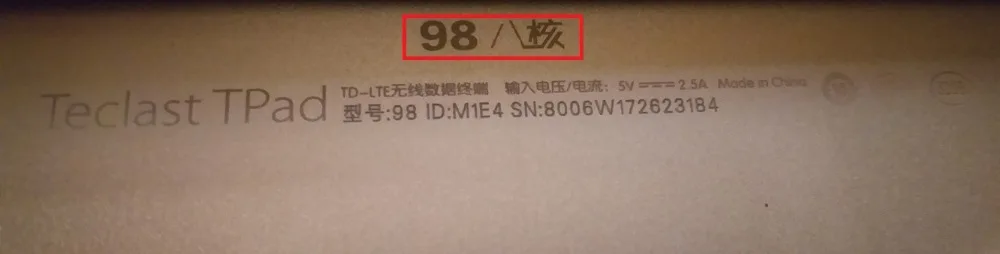 98 八核
Teclast TPad
TD-LTE无线数据终端 输入电压/电流: 5V 2.5A Made in China
型号:98 ID:M1E4 SN:8006W172623184